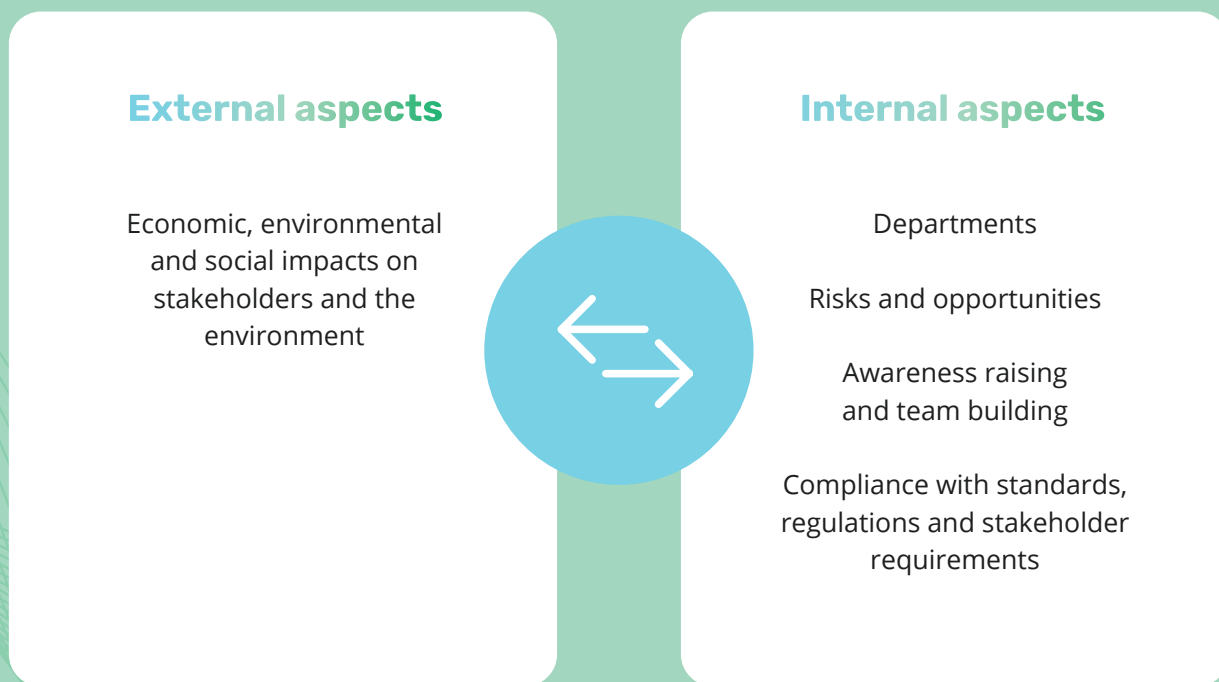 External aspects
Economic, environmental
and social impacts on
stakeholders and the
environment
Internal aspects
Departments
Risks and opportunities
Awareness raising
and team building
Compliance with standards,
regulations and stakeholder
requirements